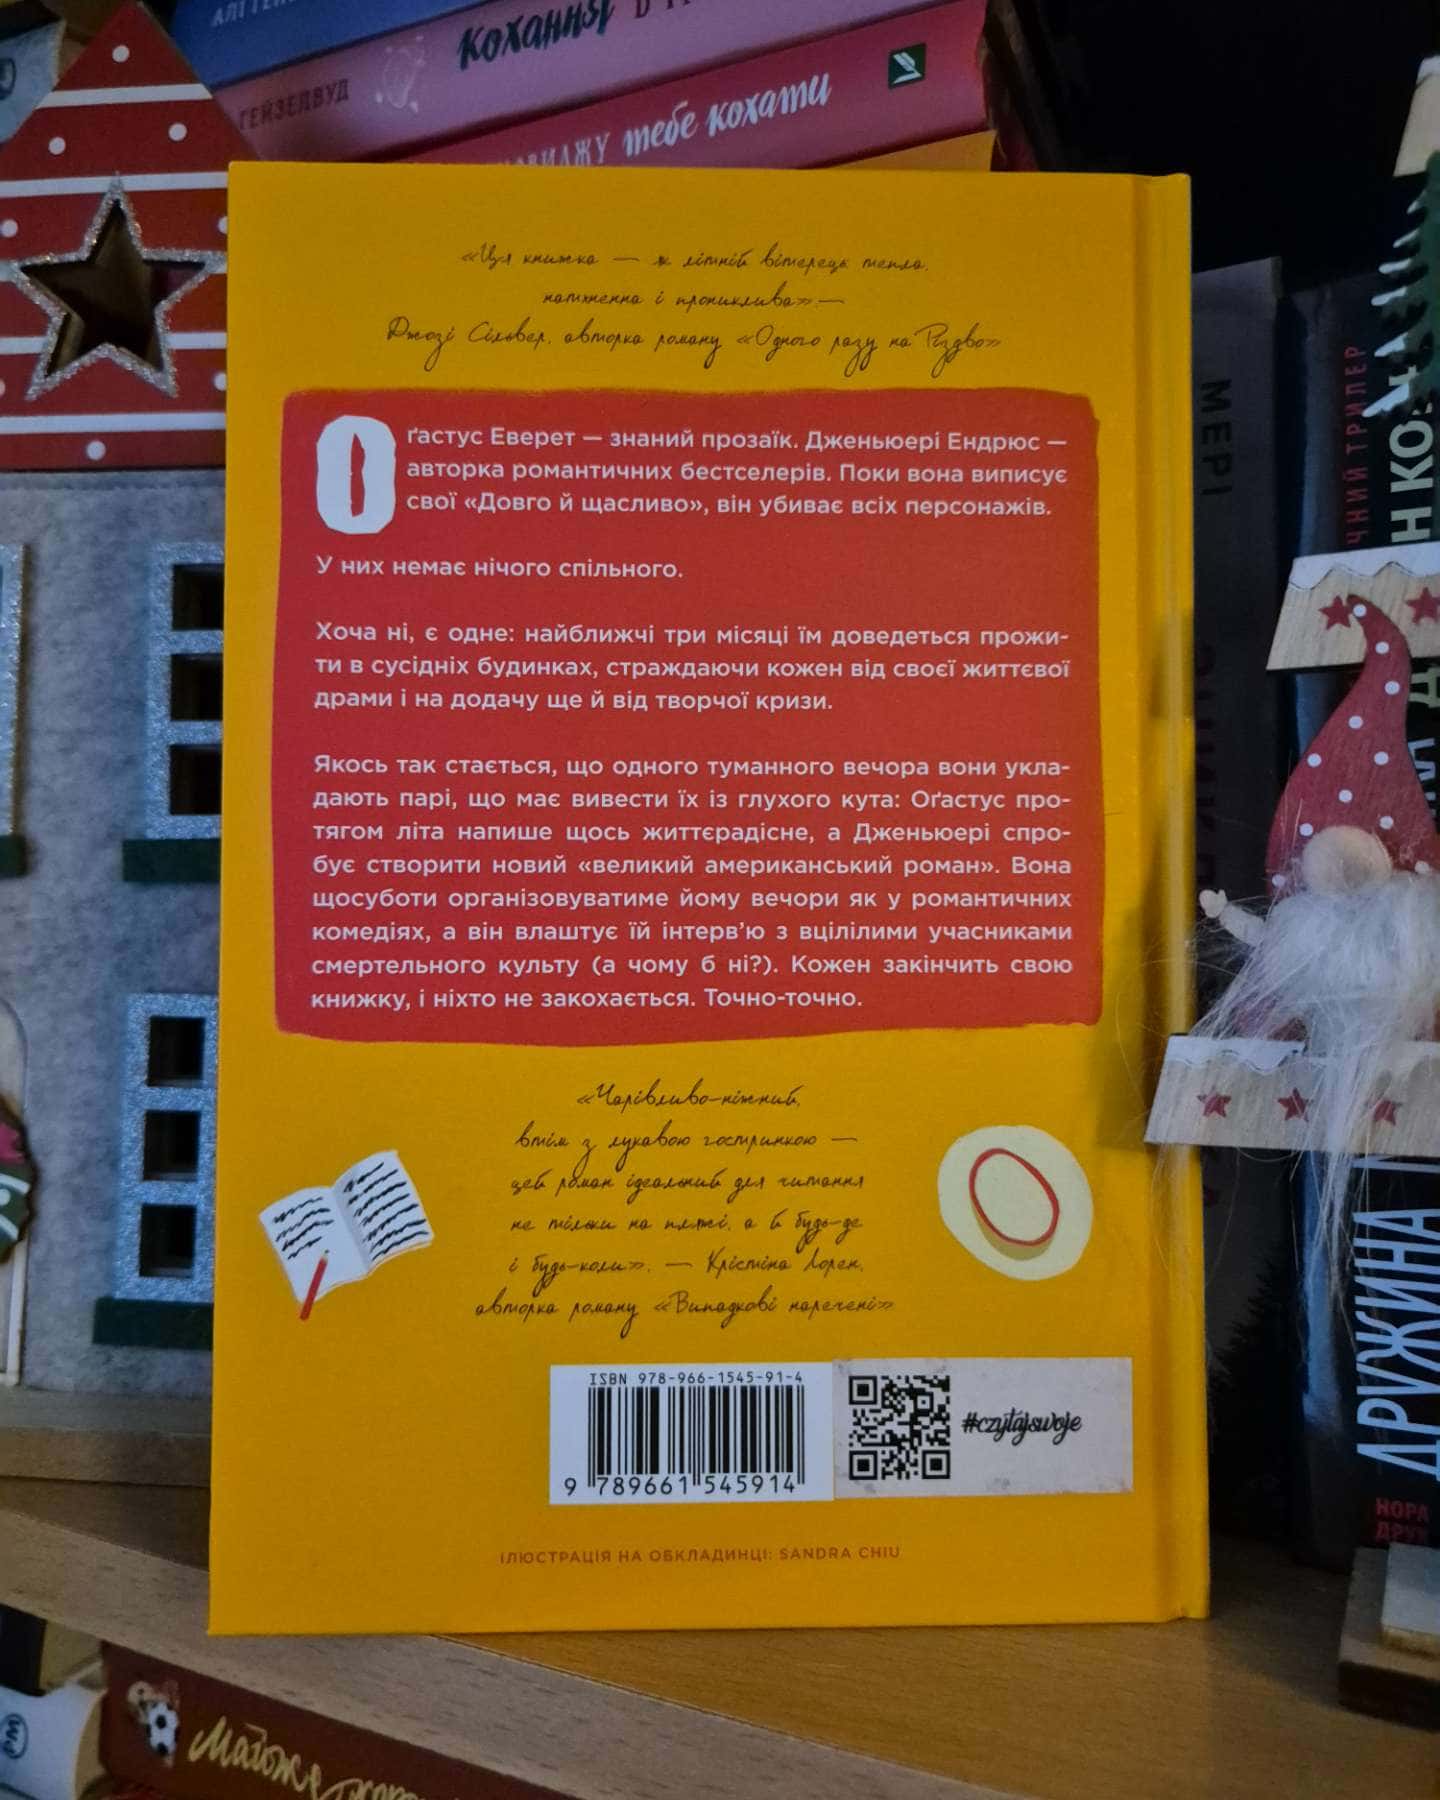 АЛІ
ГЕЙЗЕЛВУД
Кохання
тебе кохати
«Ця книжка — як літній вітерець: тепла,
натхненна і прониклива» —
Джозі Сільвер, авторка роману «Одного разу на Різдво»
Оґастус Еверет — знаний прозаїк. Дженьюері Ендрюс —
авторка романтичних бестселерів. Поки вона виписує
свої «Довго й щасливо», він убиває всіх персонажів.
У них немає нічого спільного.
Хоча ні, є одне: найближчі три місяці їм доведеться прожи-
ти в сусідніх будинках, страждаючи кожен від своєї життєвої
драми і на додачу ще й від творчої кризи.
Якось так стається, що одного туманного вечора вони укла-
дають парі, що має вивести їх із глухого кута: Оґастус про-
тягом літа напише щось життєрадісне, а Дженьюері спро-
бує створити новий «великий американський роман». Вона
щосуботи організовуватиме йому вечори як у романтичних
комедіях, а він влаштує їй інтерв'ю з вцілілими учасниками
смертельного культу (а чому б ні?). Кожен закінчить свою
книжку, і ніхто не закохається. Точно-точно.
«Чарівливо-ніжний,
втім з лукавою гостринкою —
цей роман ідеальний для читання
не тільки на пляжі, а й будь-де
і будь-коли». — Крістіна Лорен,
авторка роману «Випадкові наречені»
ISBN 978-966-1545-91-4
9 789661 545914
#czytajswoje
ІЛЮСТРАЦІЯ НА ОБКЛАДИНЦІ: SANDRA CHIU
МЕРІ
ТРИЛЕР
ДРУЖИНА
НОРА
РМ